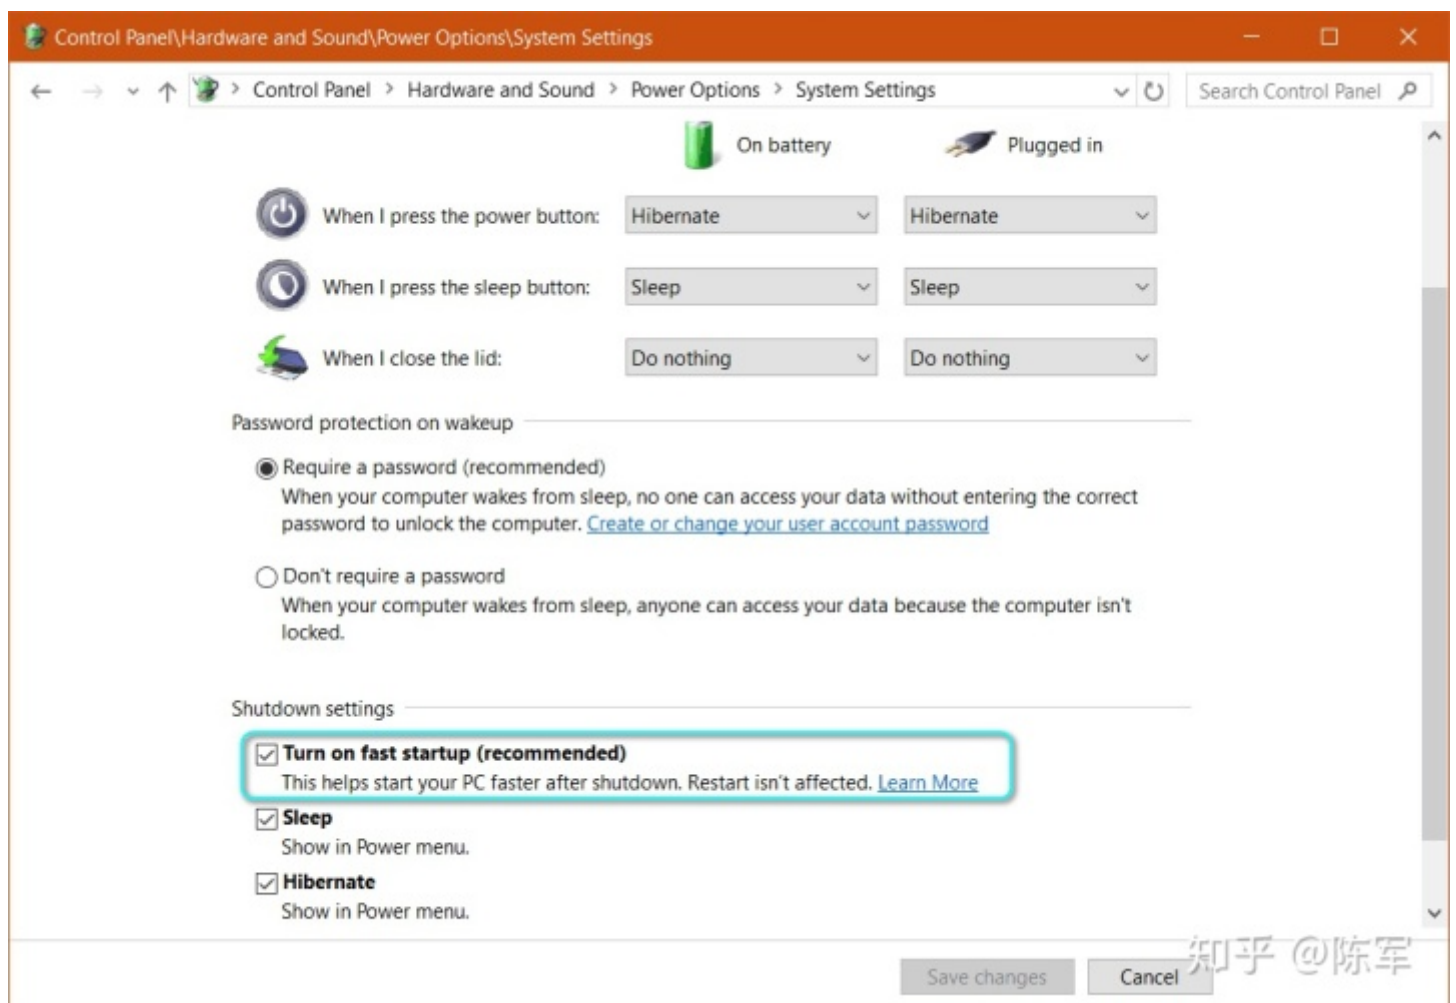 Control Panel\Hardware and Sound\Power Options\System Settings
Control Panel > Hardware and Sound > Power Options > System Settings
Search Control Panel
On battery
Plugged in
When I press the power button:
Hibernate
Hibernate
When I press the sleep button:
Sleep
Sleep
When I close the lid:
Do nothing
Do nothing
Password protection on wakeup
Require a password (recommended)
When your computer wakes from sleep, no one can access your data without entering the correct
password to unlock the computer. Create or change your user account password
Don't require a password
When your computer wakes from sleep, anyone can access your data because the computer isn't
locked.
Shutdown settings
Turn on fast startup (recommended)
This helps start your PC faster after shutdown. Restart isn't affected. Learn More
Sleep
Show in Power menu.
Hibernate
Show in Power menu.
Save changes
Cancel
知乎 @陈军